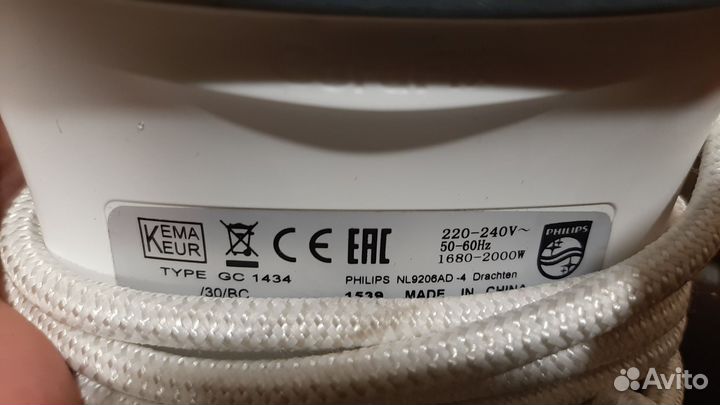 KEMA
KEUR
CE
EAC
220-240V~
50-60Hz
1680-2000W
PHILIPS
TYPE GC 1434
/30/BC
PHILIPS NL9206AD-4 Drachten
1539 MADE IN CHINA
Avito